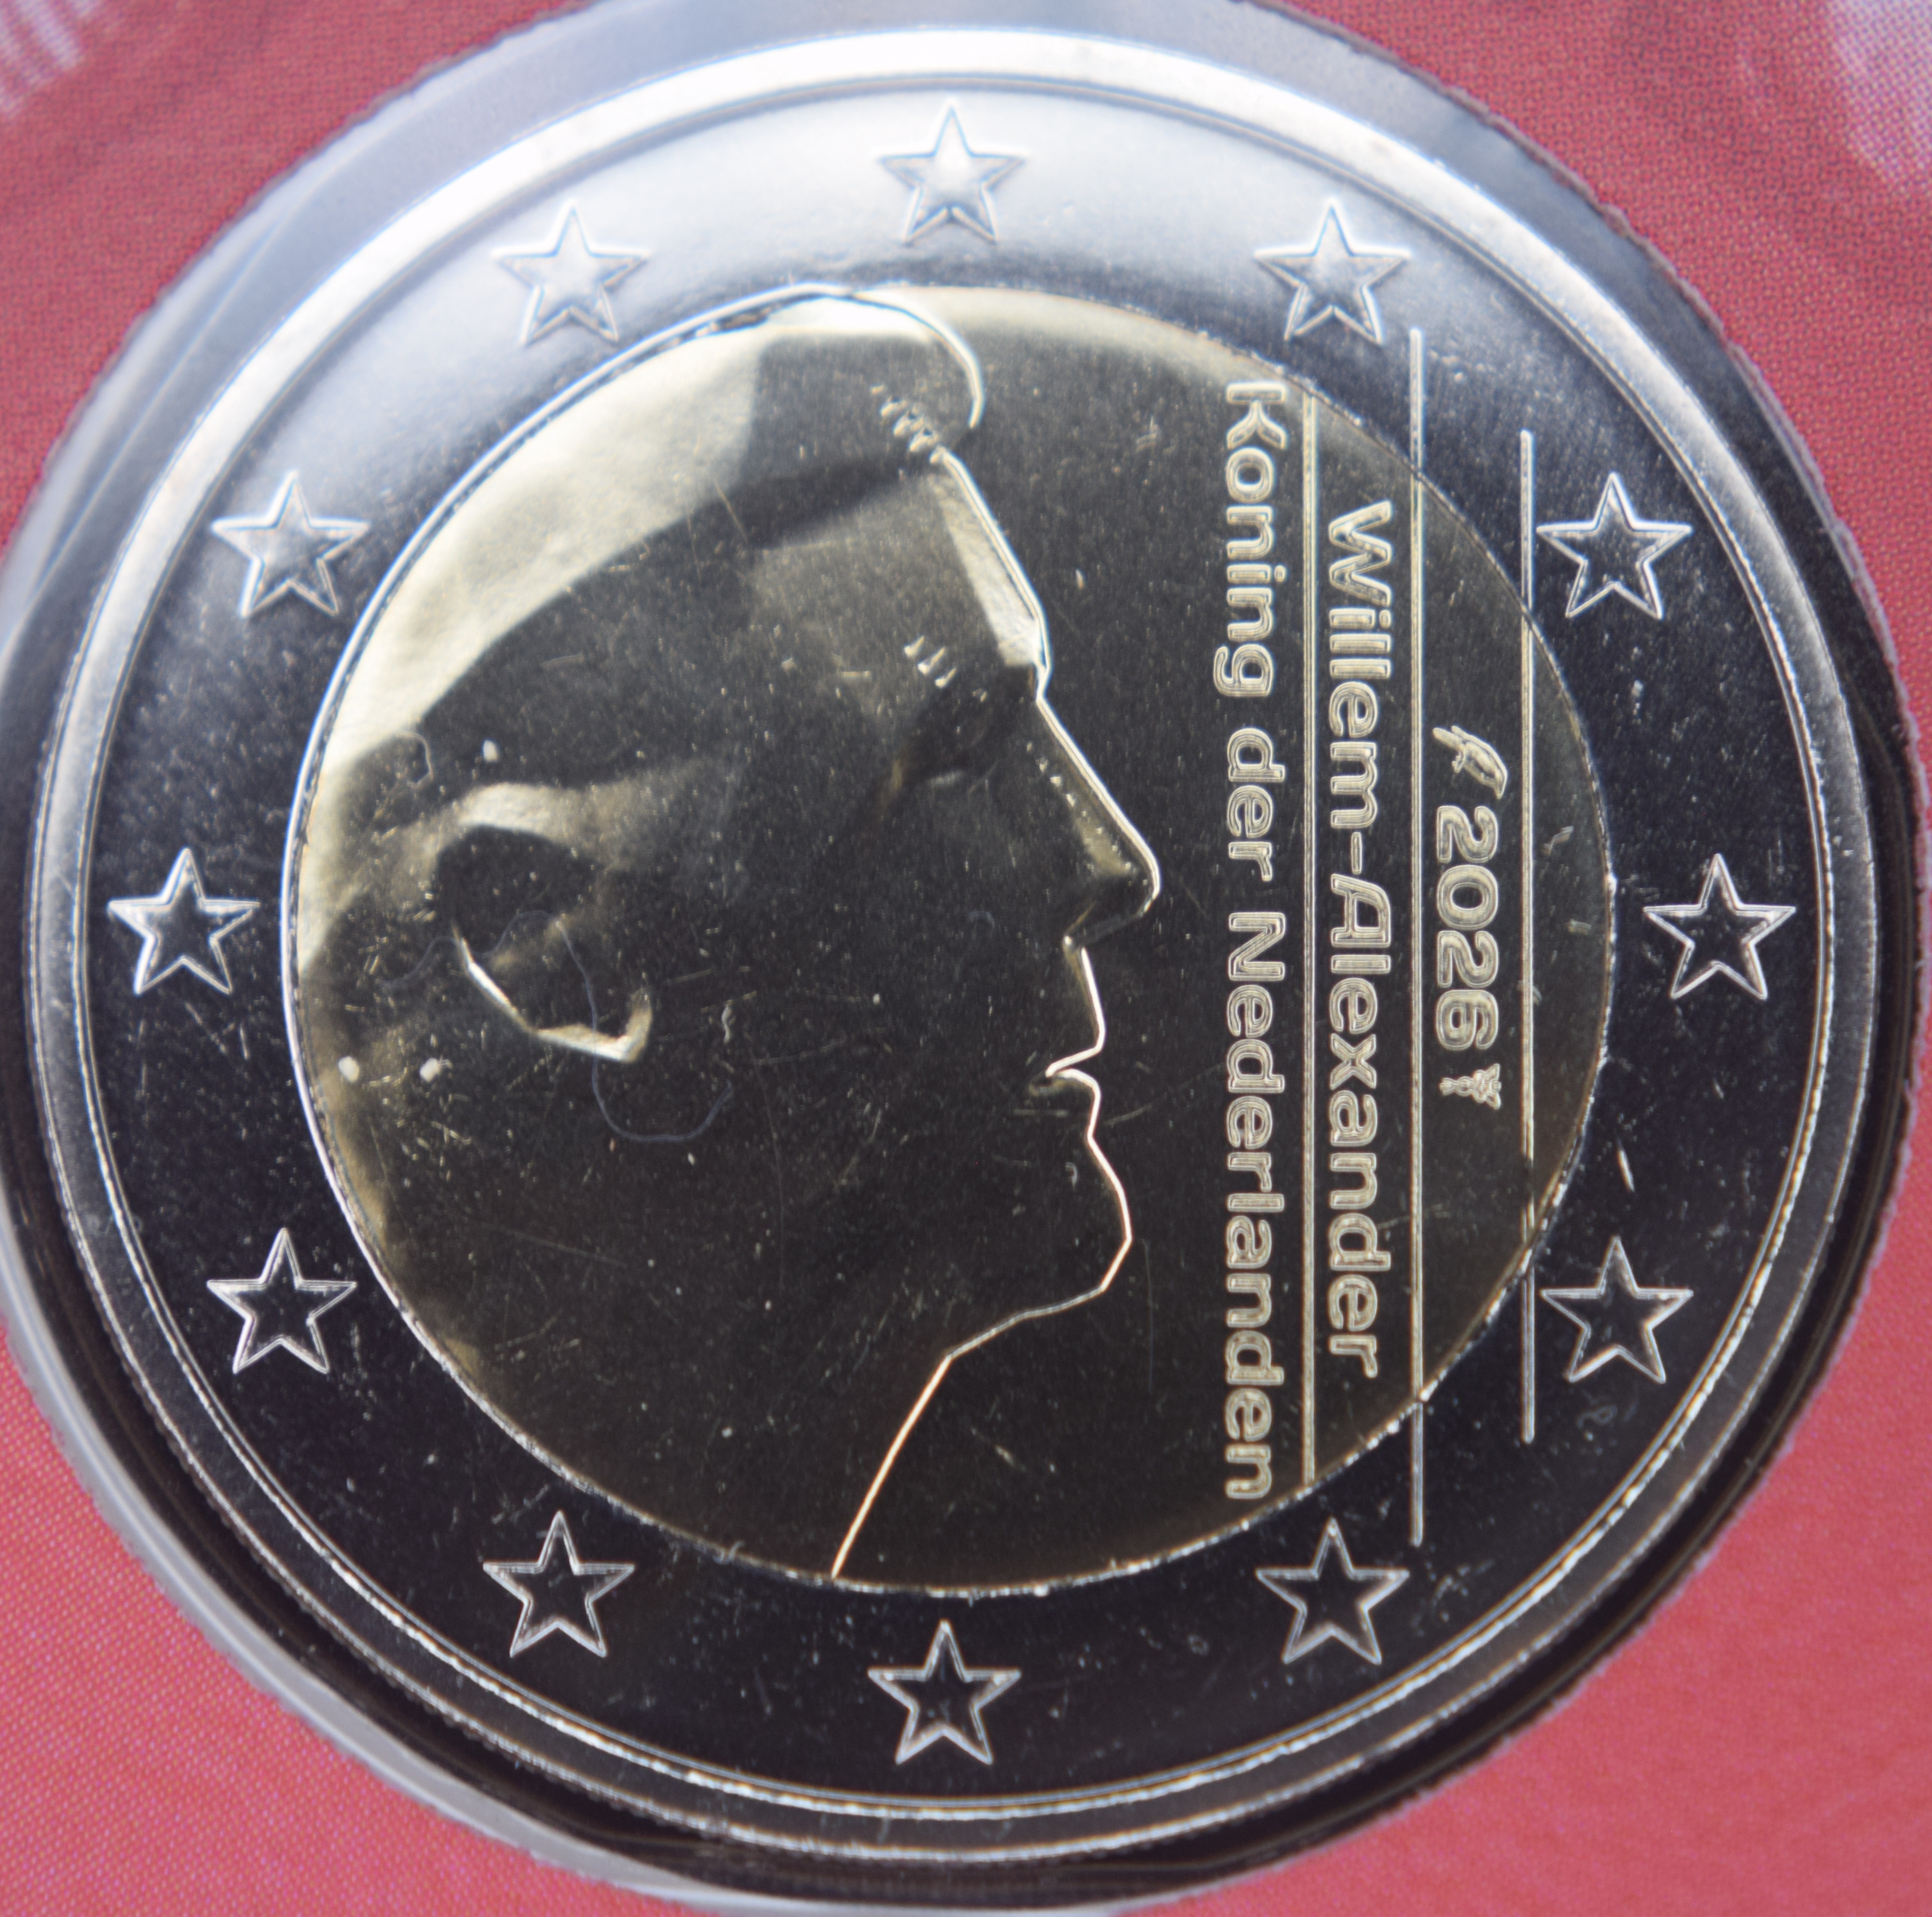 2026
Willem-Alexander
Koning der Nederlanden